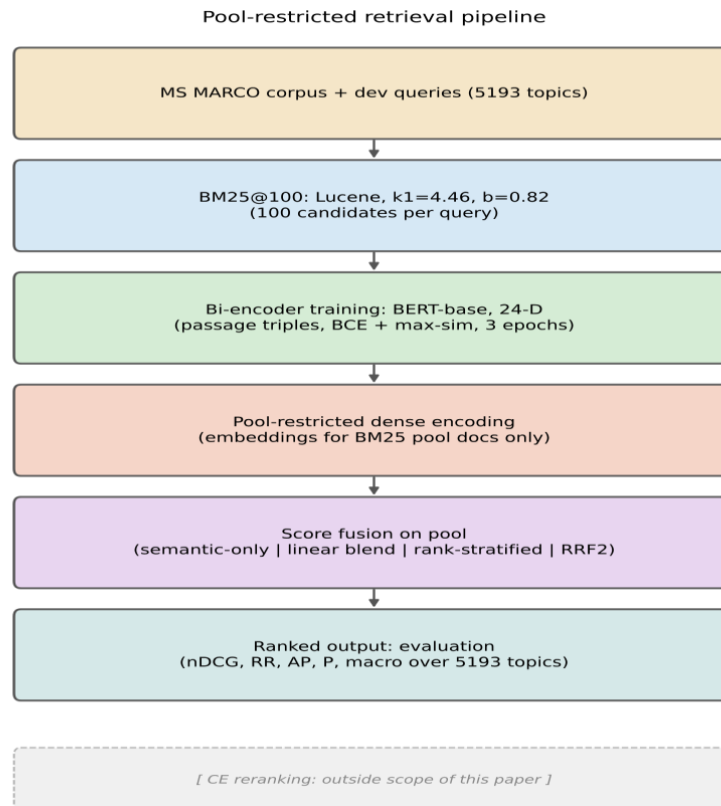 Pool-restricted retrieval pipeline
MS MARCO corpus + dev queries (5193 topics)
BM25@100: Lucene, k1=4.46, b=0.82
(100 candidates per query)
Bi-encoder training: BERT-base, 24-D
(passage triples, BCE + max-sim, 3 epochs)
Pool-restricted dense encoding
(embeddings for BM25 pool docs only)
Score fusion on pool
(semantic-only | linear blend | rank-stratified | RRF2)
Ranked output: evaluation
(nDCG, RR, AP, P, macro over 5193 topics)
[ CE reranking: outside scope of this paper ]